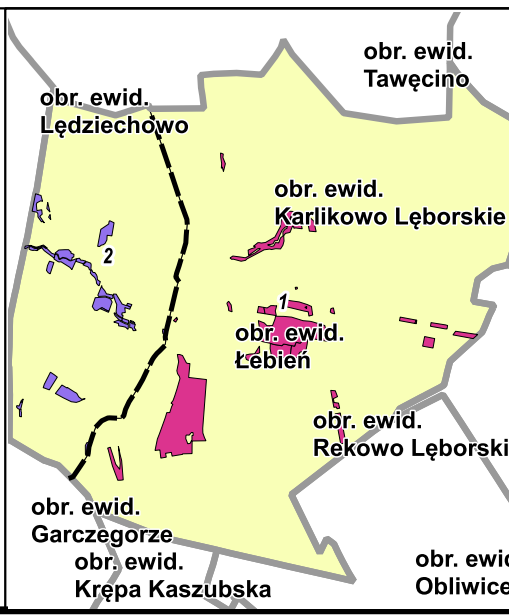 obr. ewid.
Tawęcino
obr. ewid.
Lędziechowo
obr. ewid.
Karlikowo Lęborskie
2
1
obr. ewid.
Łebień
obr. ewid.
Rekowo Lęborski
obr. ewid.
Garczegorze
obr. ewid.
Krępa Kaszubska
obr. ewid
Obliwice